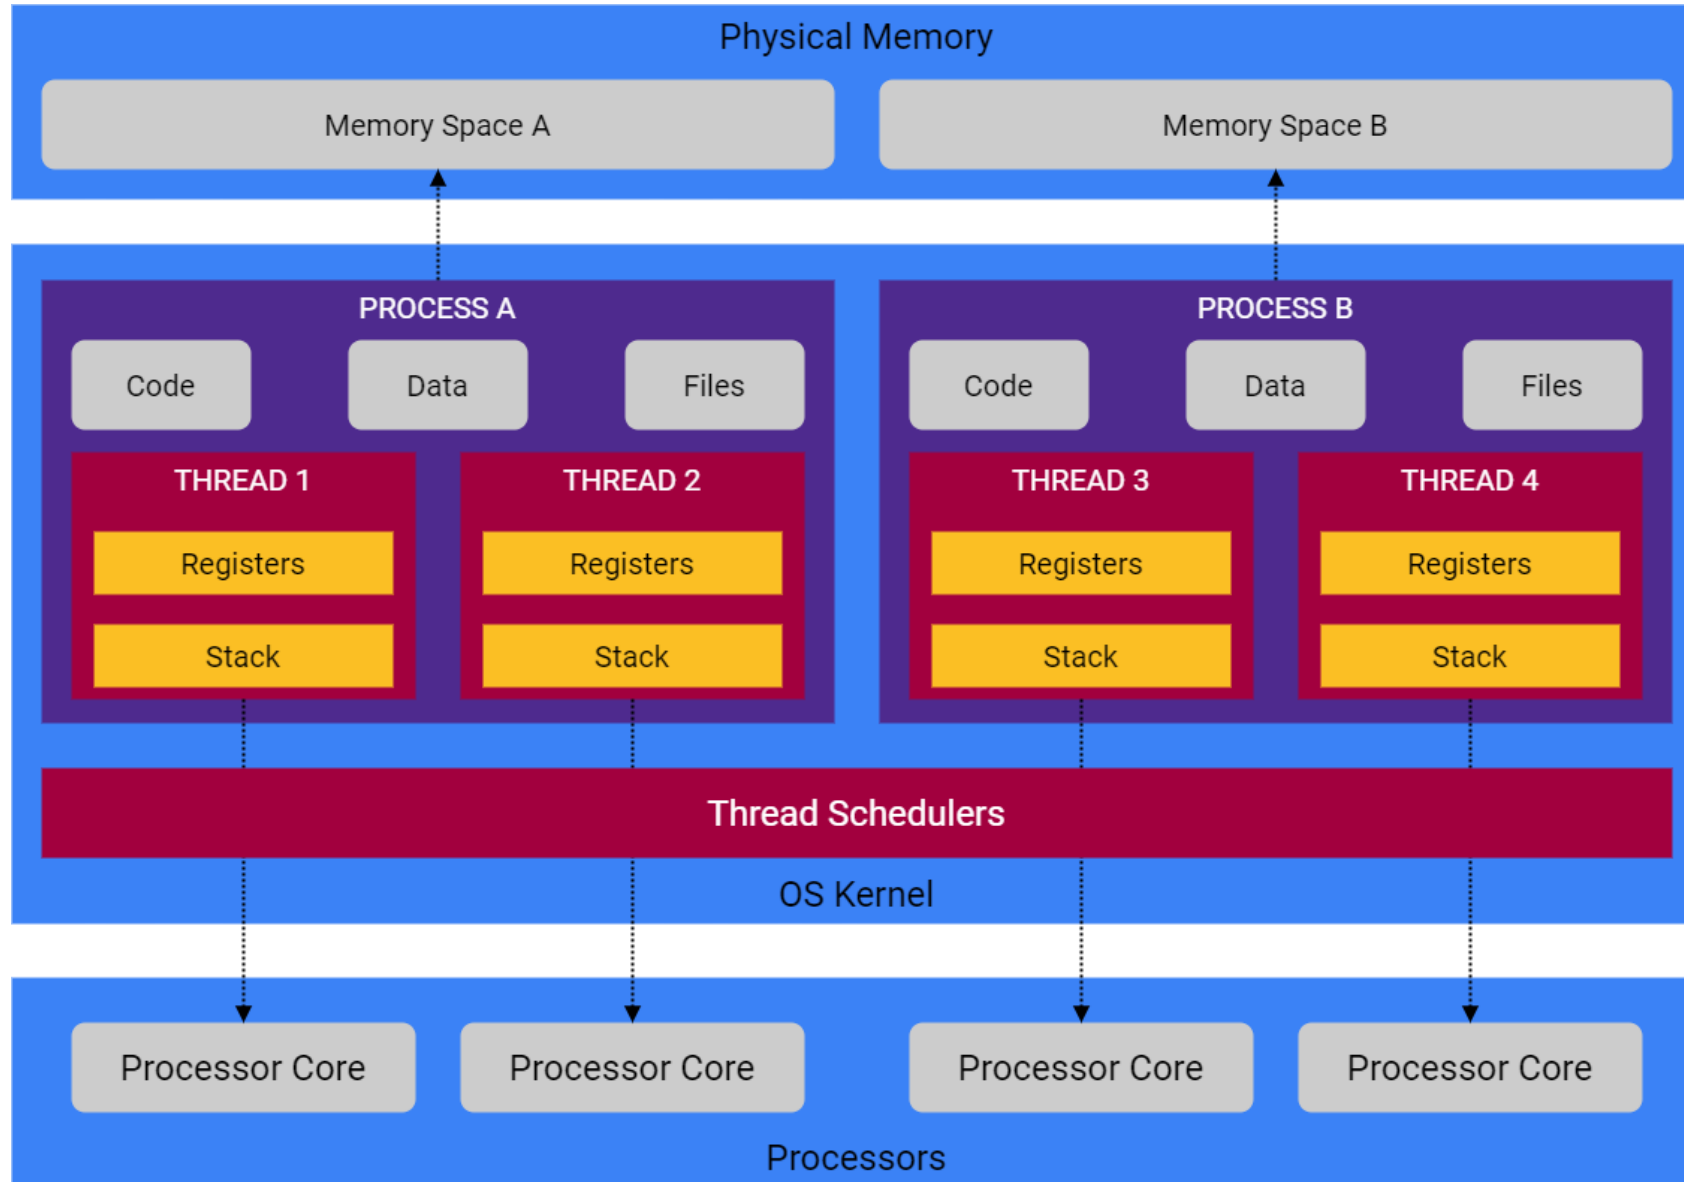 Physical Memory
Memory Space A
Memory Space B
PROCESS A
Code
Data
Files
THREAD 1
Registers
Stack
THREAD 2
Registers
Stack
PROCESS B
Code
Data
Files
THREAD 3
Registers
Stack
THREAD 4
Registers
Stack
Thread Schedulers
OS Kernel
Processor Core
Processor Core
Processor Core
Processor Core
Processors